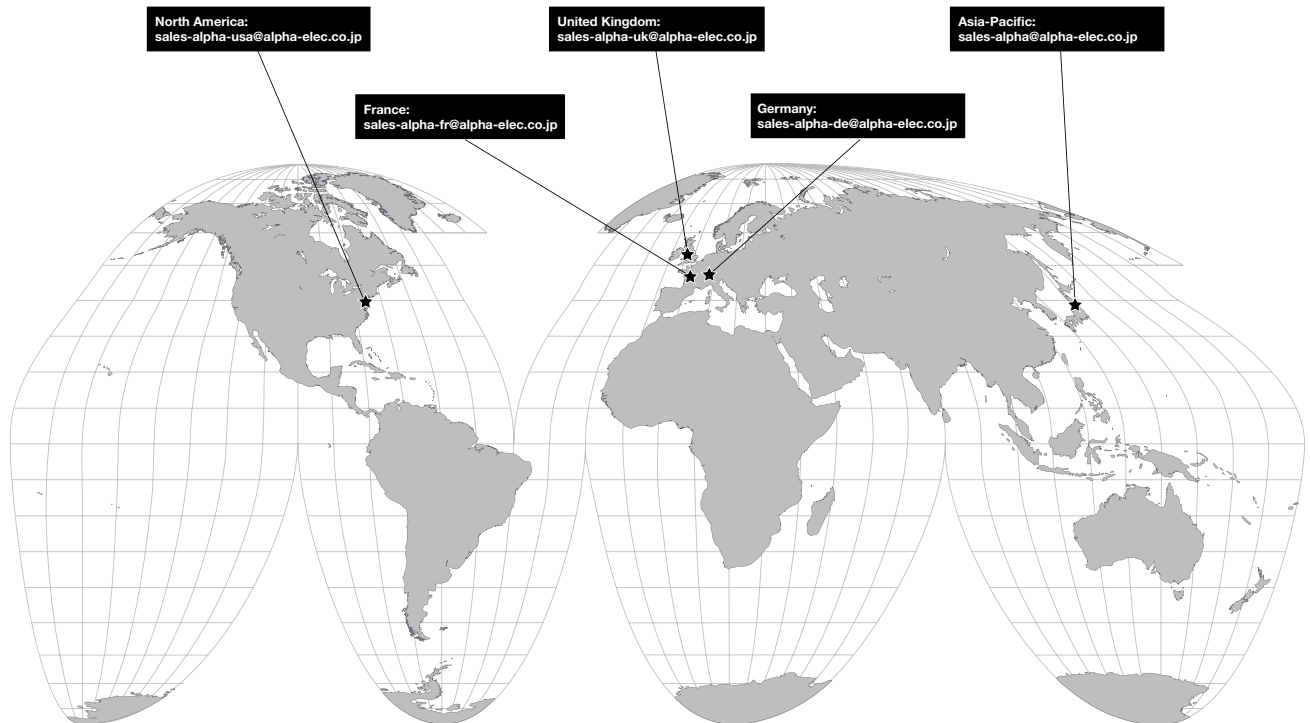 North America:
sales-alpha-usa@alpha-elec.co.jp
United Kingdom:
sales-alpha-uk@alpha-elec.co.jp
Asia-Pacific:
sales-alpha@alpha-elec.co.jp
France:
sales-alpha-fr@alpha-elec.co.jp
Germany:
sales-alpha-de@alpha-elec.co.jp